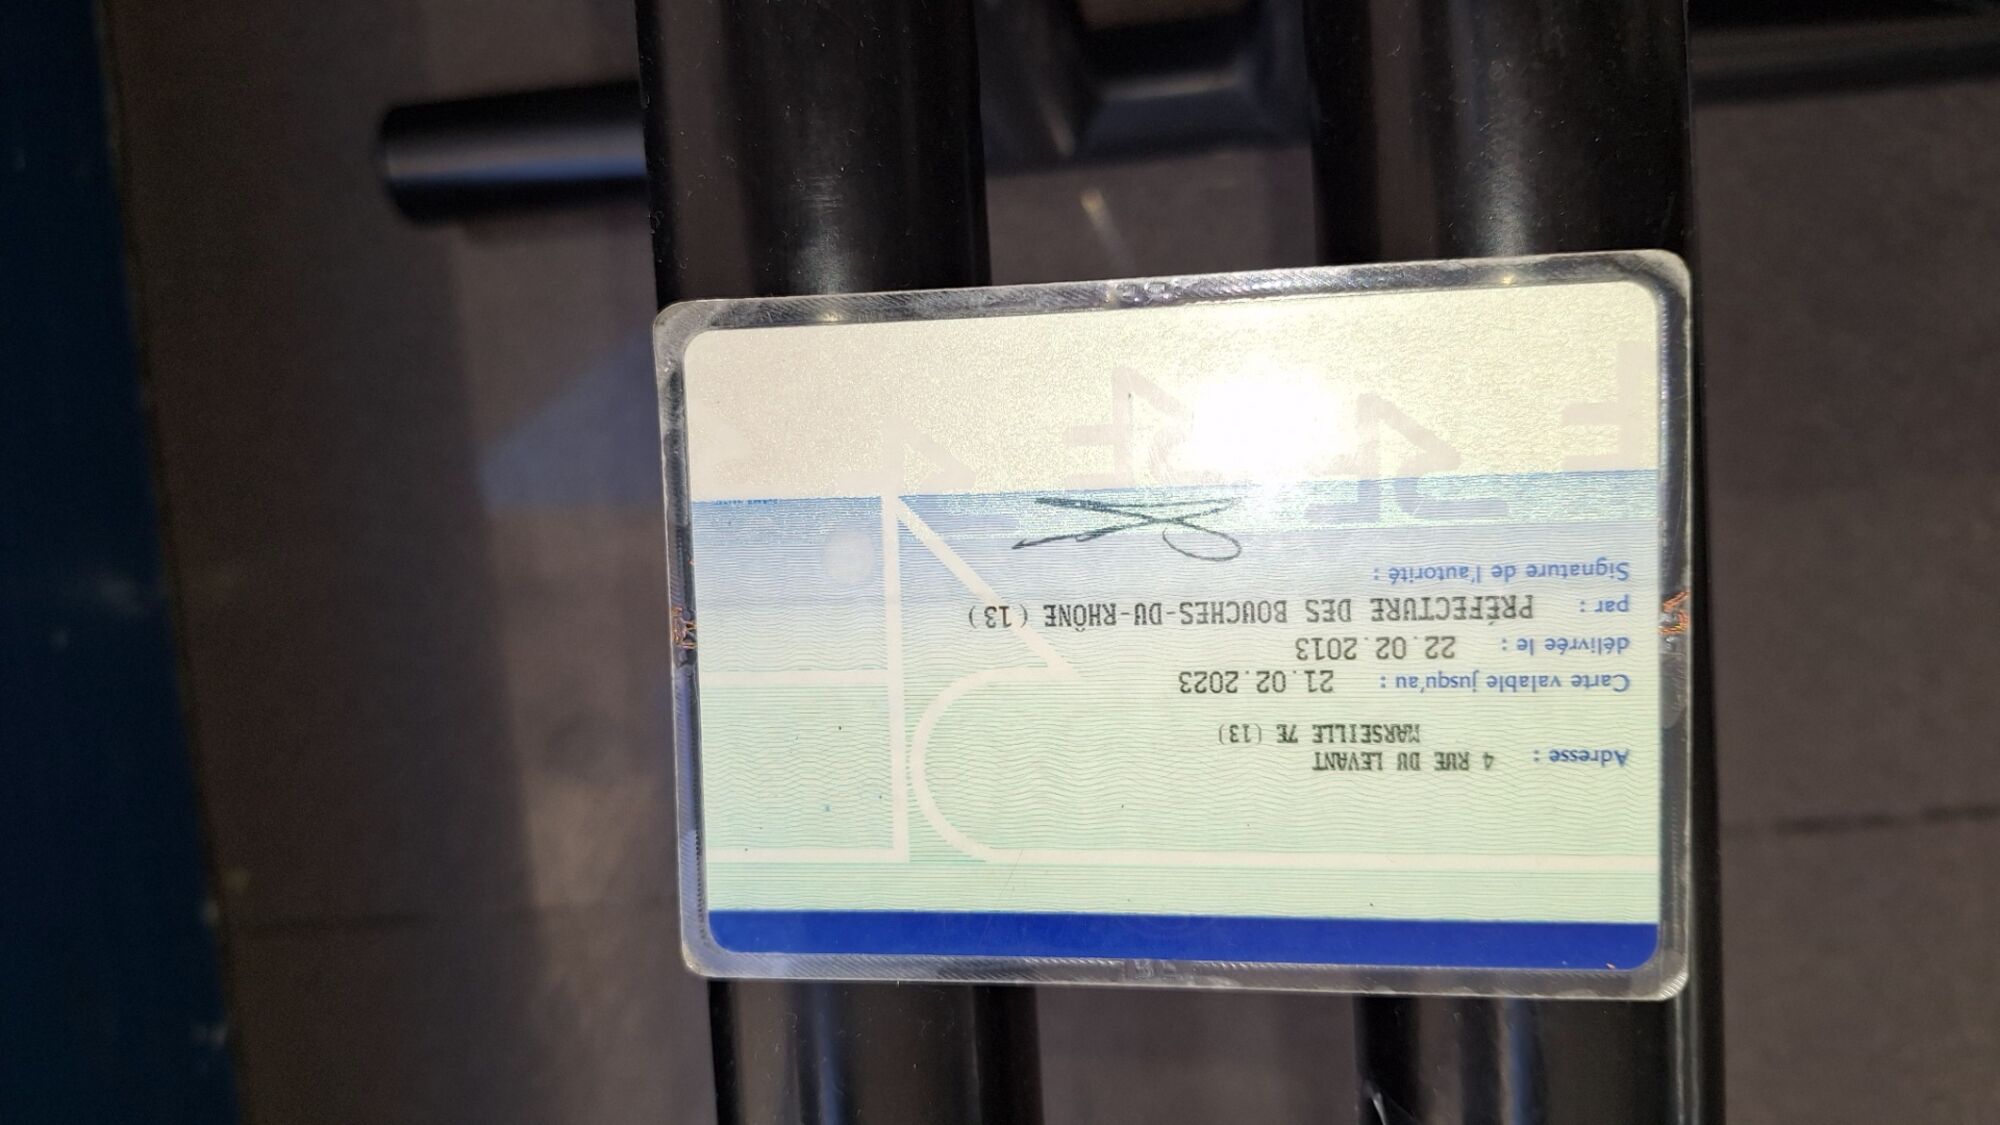 Adresse : 4 RUE DU LEVANT
MARSEILLE 7E (13)
Carte valable jusqu'au : 21.02.2023
délivrée le : 22.02.2013
par : PRÉFECTURE DES BOUCHES-DU-RHÔNE (13)
Signature de l'autorité :